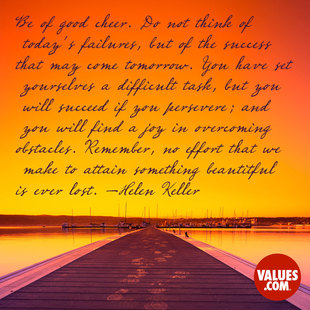 Be of good cheer. Do not think of
today's failures, but of the success
that may come tomorrow. You have set
yourselves a difficult task, but you
will succeed if you persevere; and
you will find a joy in overcoming
obstacles. Remember, no effort that we
make to attain something beautiful
is ever lost. —Helen Keller
VALUES
.COM